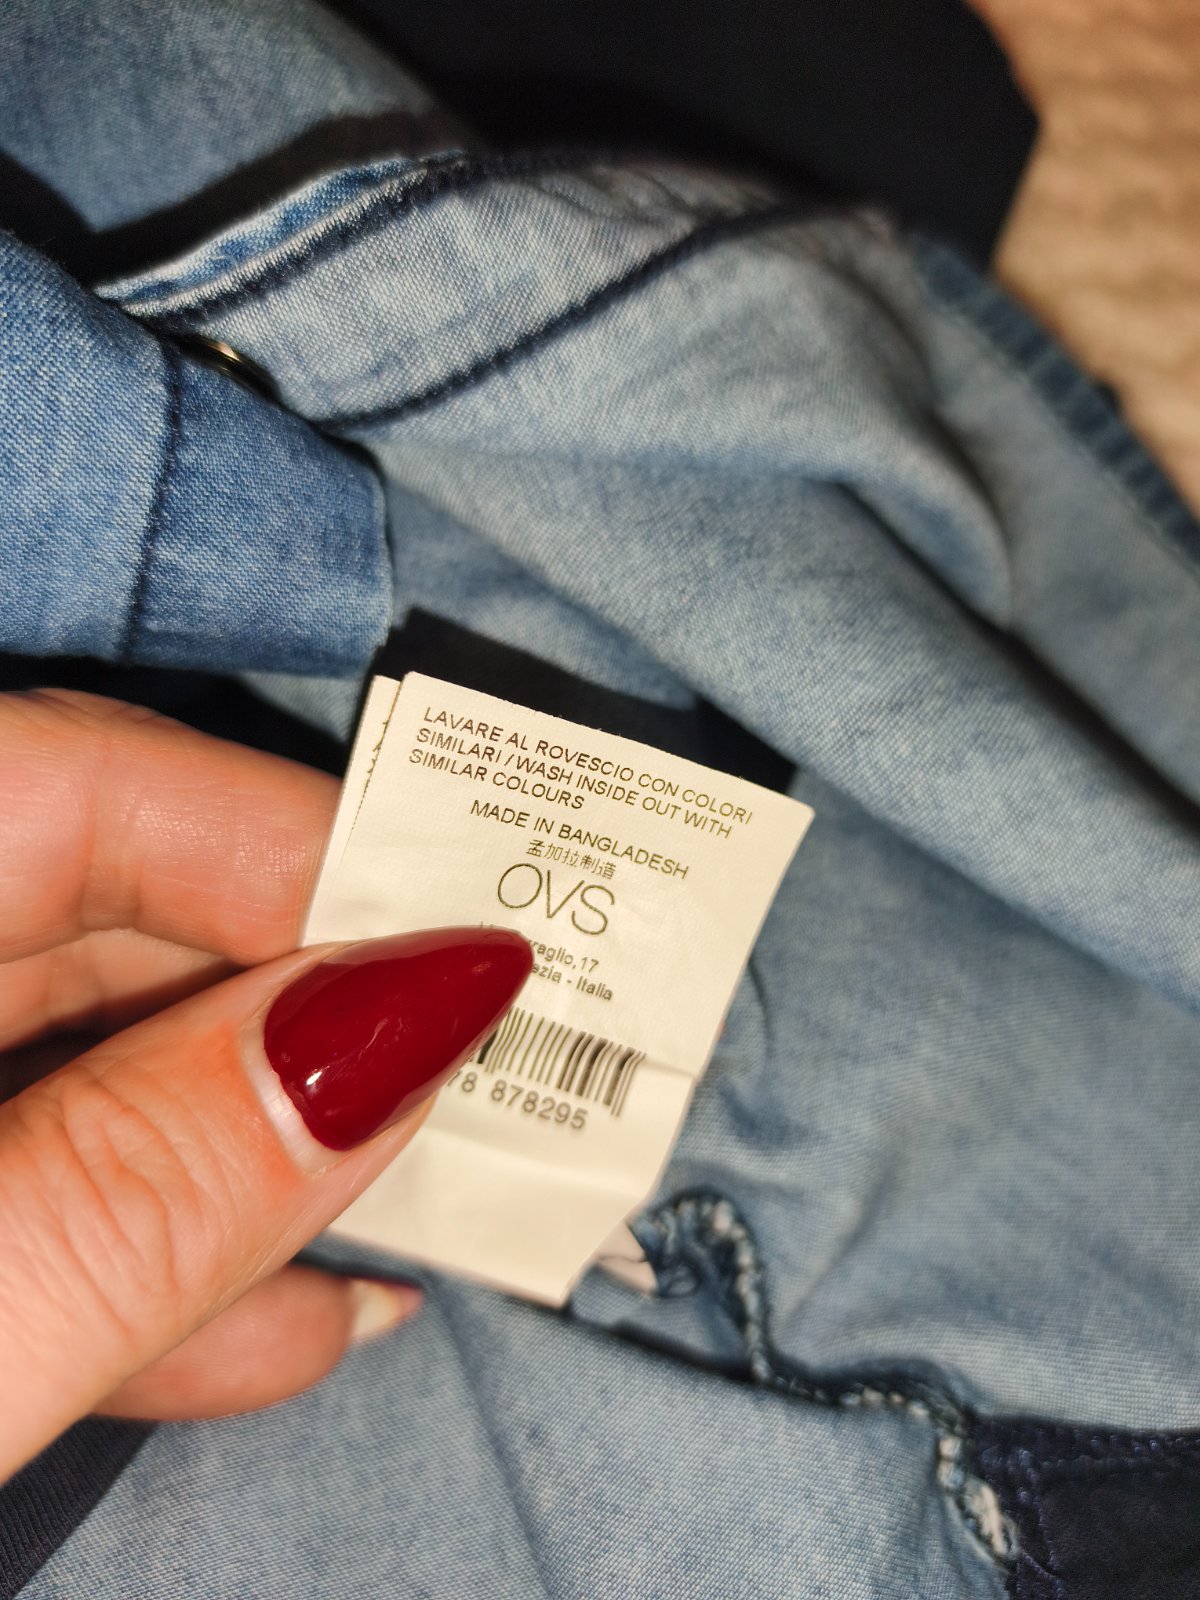 LAVARE AL ROVESCIO CON COLORI
SIMILARI / WASH INSIDE OUT WITH
SIMILAR COLOURS
MADE IN BANGLADESH
孟加拉制造
OVS
17
- Italia
878295